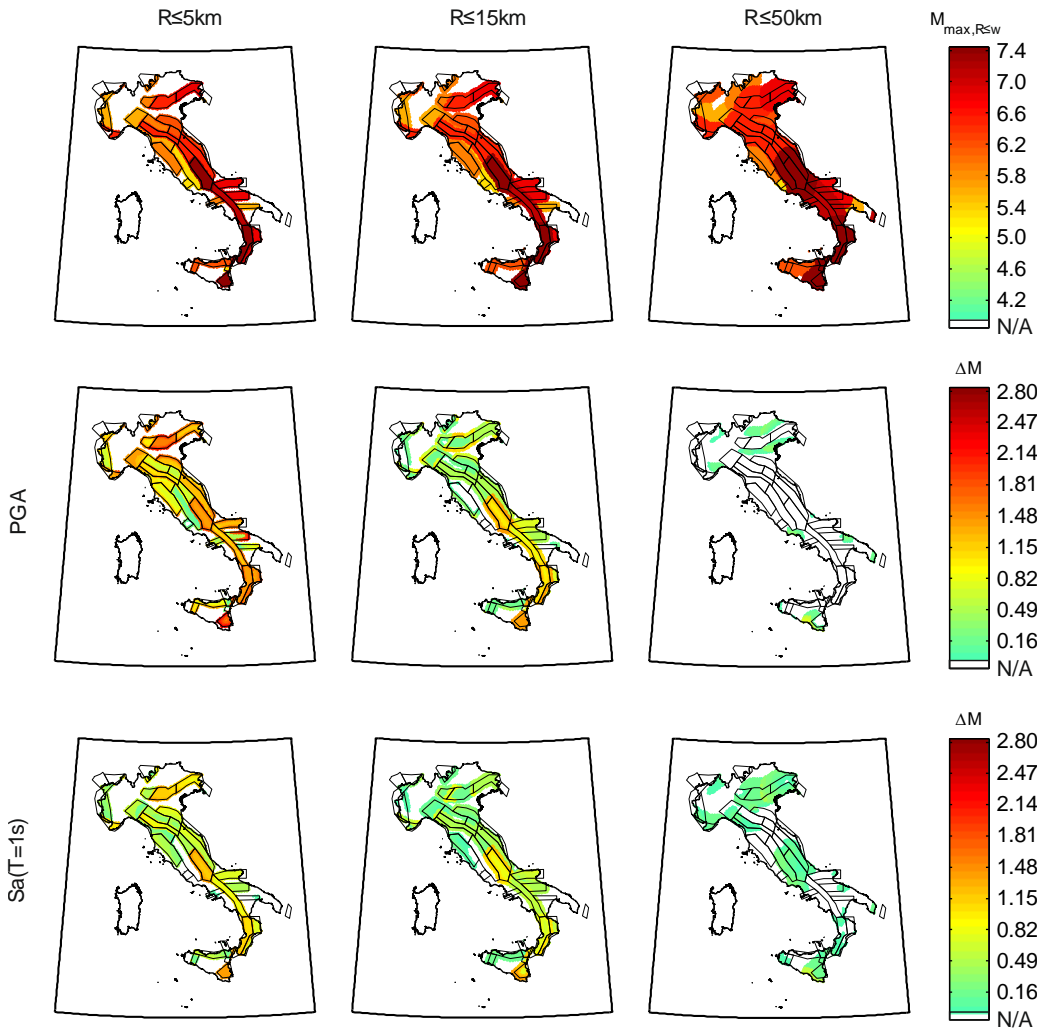 R≤5km
R≤15km
R≤50km
M max,R≤w
7.4
7.0
6.6
6.2
5.8
5.4
5.0
4.6
4.2
N/A
PGA
ΔM
2.80
2.47
2.14
1.81
1.48
1.15
0.82
0.49
0.16
N/A
Sa(T=1s)
ΔM
2.80
2.47
2.14
1.81
1.48
1.15
0.82
0.49
0.16
N/A